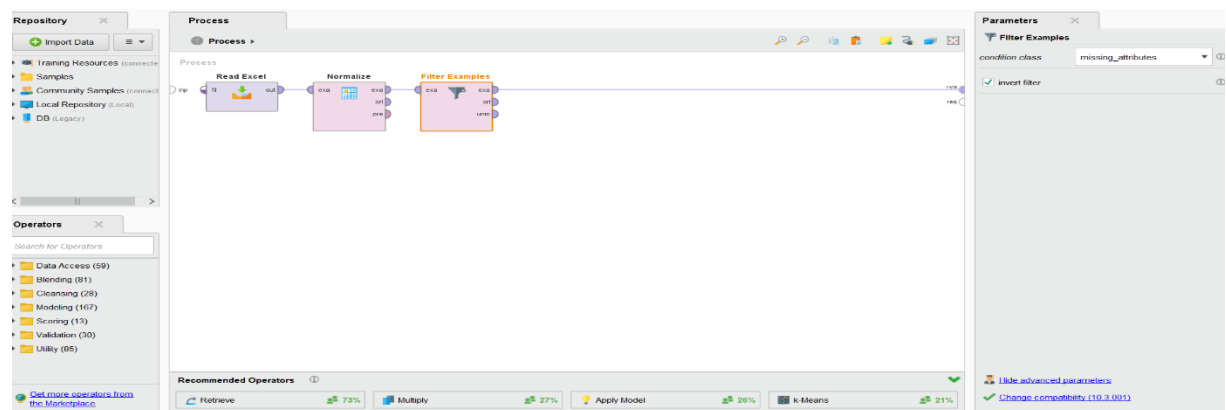 Repository
Import Data
Training Resources (connecte
Samples
Community Samples (connect
Local Repository (Local)
DB (Legacy)
Operators
Search for Operators
Data Access (59)
Blending (81)
Cleansing (28)
Modeling (167)
Scoring (13)
Validation (30)
Utility (85)
Get more operators from
the Marketplace
Process
Process
Process
Read Excel
Normalize
Filter Examples
inp
fil
out
exa
exa
ori
pre
exa
exa
ori
unm
res
res
Recommended Operators
Retrieve
73%
Multiply
27%
Apply Model
26%
k-Means
21%
Parameters
Filter Examples
condition class
missing_attributes
invert filter
Hide advanced parameters
Change compatibility (10.3.001)